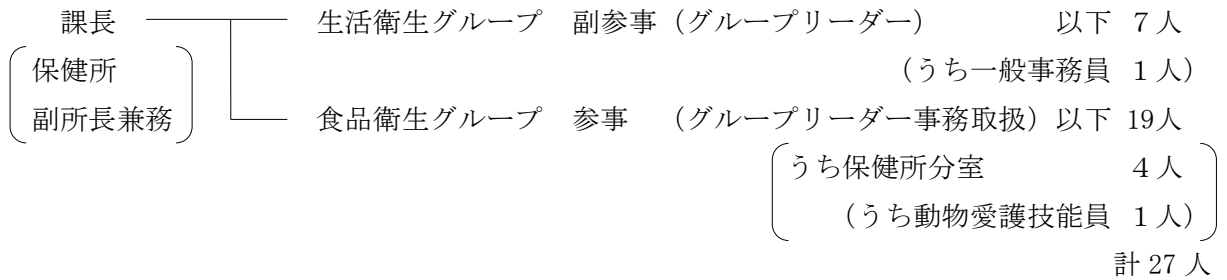 課長 生活衛生グループ 副参事（グループリーダー） 以下 7人
保健所 （うち一般事務員 1人）
副所長兼務 食品衛生グループ 参事 （グループリーダー事務取扱）以下 19人
うち保健所分室 4人
（うち動物愛護技能員 1人）
計 27 人